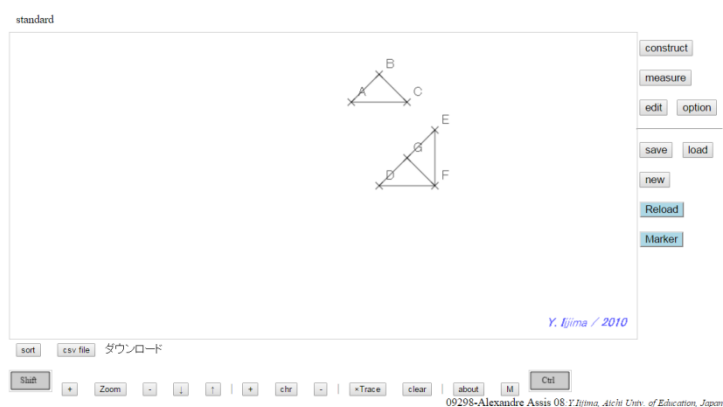 standard
B
A
C
E
G
D
F
construct
measure
edit option
save load
new
Reload
Marker
Y. Iijima / 2010
sort csv file ダウンロード
Shift + Zoom - ↓ ↑ | + chr - | *Trace clear | about M Ctrl
09298-Alexandre Assis 08 Y.Iijima, Aichi Univ. of Education, Japan